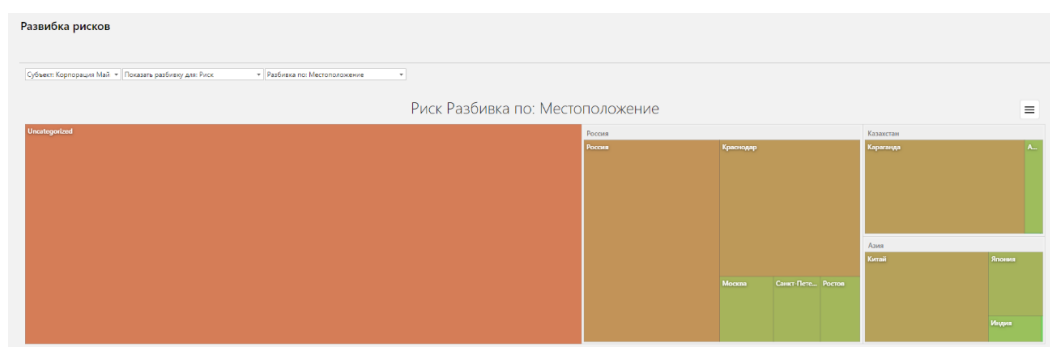 Развибка рисков
Субъект: Корпорация Май
Показать разбивку для: Риск
Разбивка по: Местоположение
Риск Разбивка по: Местоположение
Uncategorized
Россия
Россия
Краснодар
Москва
Санкт-Пете...
Ростов
Казахстан
Караганда
А...
Азия
Китай
Япония
Индия